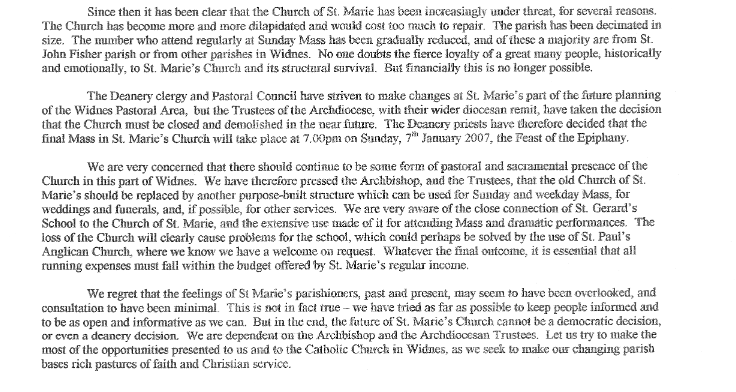 Since then it has been clear that the Church of St. Marie has been increasingly under threat, for several reasons.
The Church has become more and more dilapidated and would cost too much to repair. The parish has been decimated in
size. The number who attend regularly at Sunday Mass has been gradually reduced, and of these a majority are from St.
John Fisher parish or from other parishes in Widnes. No one doubts the fierce loyalty of a great many people, historically
and emotionally, to St. Marie's Church and its structural survival. But financially this is no longer possible.
The Deanery clergy and Pastoral Council have striven to make changes at St. Marie's part of the future planning
of the Widnes Pastoral Area, but the Trustees of the Archdiocese, with their wider diocesan remit, have taken the decision
that the Church must be closed and demolished in the near future. The Deanery priests have therefore decided that the
final Mass in St. Marie's Church will take place at 7.00pm on Sunday, 7th January 2007, the Feast of the Epiphany.
We are very concerned that there should continue to be some form of pastoral and sacramental presence of the
Church in this part of Widnes. We have therefore pressed the Archbishop, and the Trustees, that the old Church of St.
Marie's should be replaced by another purpose-built structure which can be used for Sunday and weekday Mass, for
weddings and funerals, and, if possible, for other services. We are very aware of the close connection of St. Gerard's
School to the Church of St. Marie, and the extensive use made of it for attending Mass and dramatic performances. The
loss of the Church will clearly cause problems for the school, which could perhaps be solved by the use of St. Paul's
Anglican Church, where we know we have a welcome on request. Whatever the final outcome, it is essential that all
running expenses must fall within the budget offered by St. Marie's regular income.
We regret that the feelings of St Marie's parishioners, past and present, may seem to have been overlooked, and
consultation to have been minimal. This is not in fact true – we have tried as far as possible to keep people informed and
to be as open and informative as we can. But in the end, the future of St. Marie's Church cannot be a democratic decision,
or even a deanery decision. We are dependent on the Archbishop and the Archdiocesan Trustees. Let us try to make the
most of the opportunities presented to us and to the Catholic Church in Widnes, as we seek to make our changing parish
bases rich pastures of faith and Christian service.